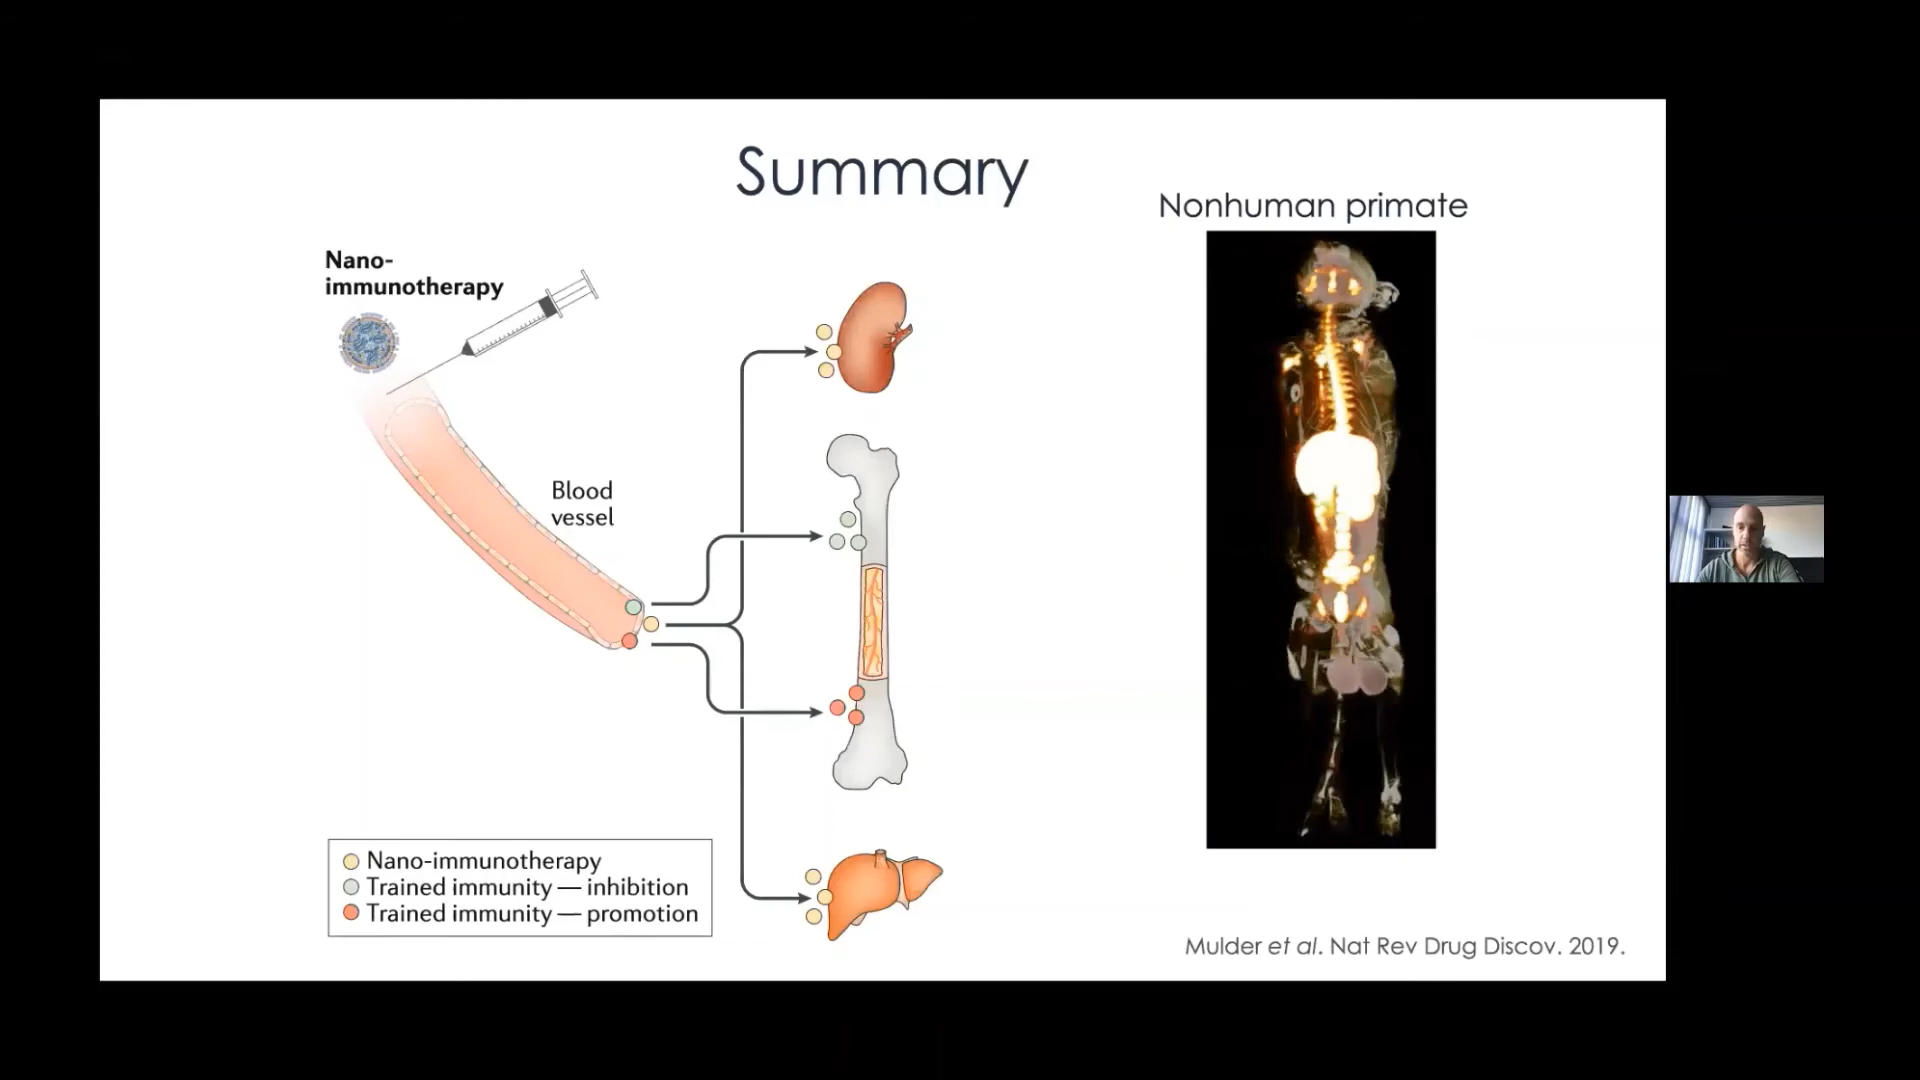 Summary
Nonhuman primate
Nano-
immunotherapy
Blood
vessel
Nano-immunotherapy
Trained immunity — inhibition
Trained immunity — promotion
Mulder et al. Nat Rev Drug Discov. 2019.